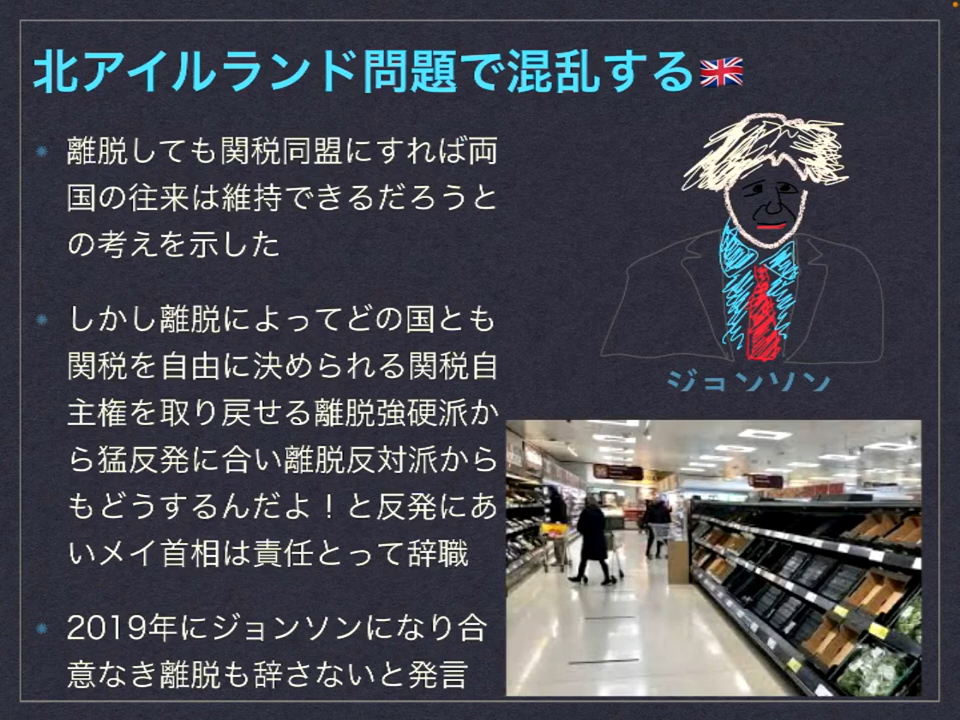 北アイルランド問題で混乱する🇬🇧
離脱しても関税同盟にすれば両
国の往来は維持できるだろうと
の考えを示した
しかし離脱によってどの国とも
関税を自由に決められる関税自
主権を取り戻せる離脱強硬派か
ら猛反発に合い離脱反対派から
もどうするんだよ！と反発にあ
いメイ首相は責任とって辞職
2019年にジョンソンになり合
意なき離脱も辞さないと発言
ジョンソン